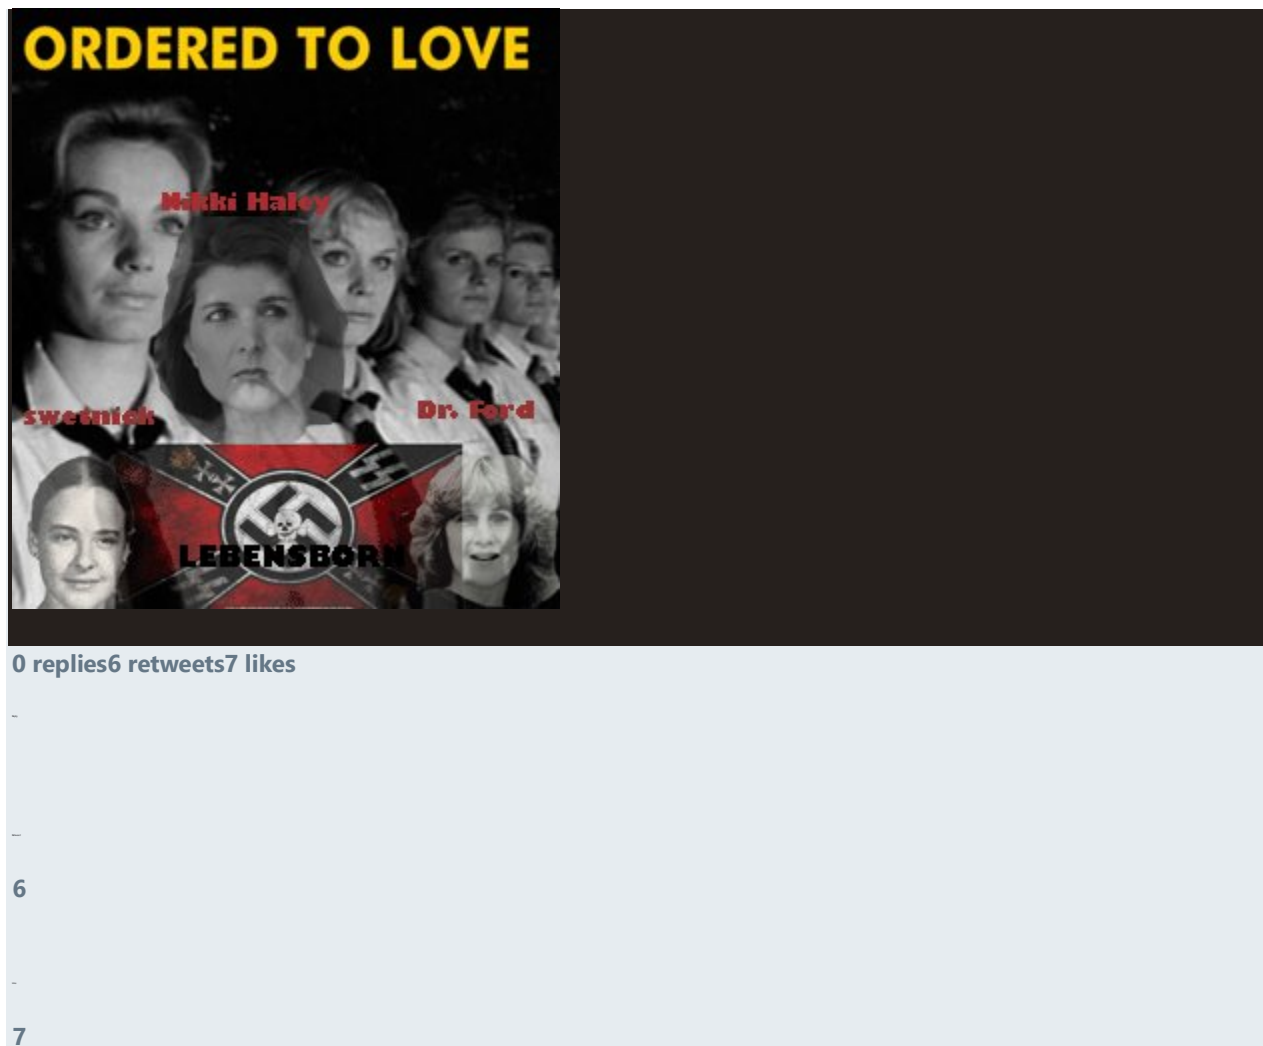 ORDERED TO LOVE
Nikki Haley
swetnick
Dr. Ford
LEBENSBORN
0 replies6 retweets7 likes
6
7